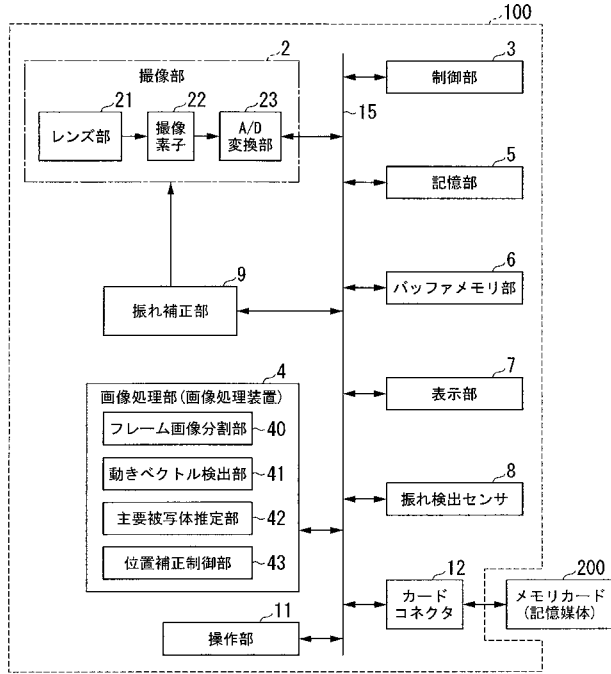 100
2
撮像部
21
22
23
レンズ部
撮像
素子
A/D
変換部
15
3
制御部
5
記憶部
6
バッファメモリ部
9
振れ補正部
7
表示部
4
画像処理部(画像処理装置)
フレーム画像分割部
40
動きベクトル検出部
41
主要被写体推定部
42
位置補正制御部
43
8
振れ検出センサ
12
カード
コネクタ
200
メモリカード
(記憶媒体)
11
操作部